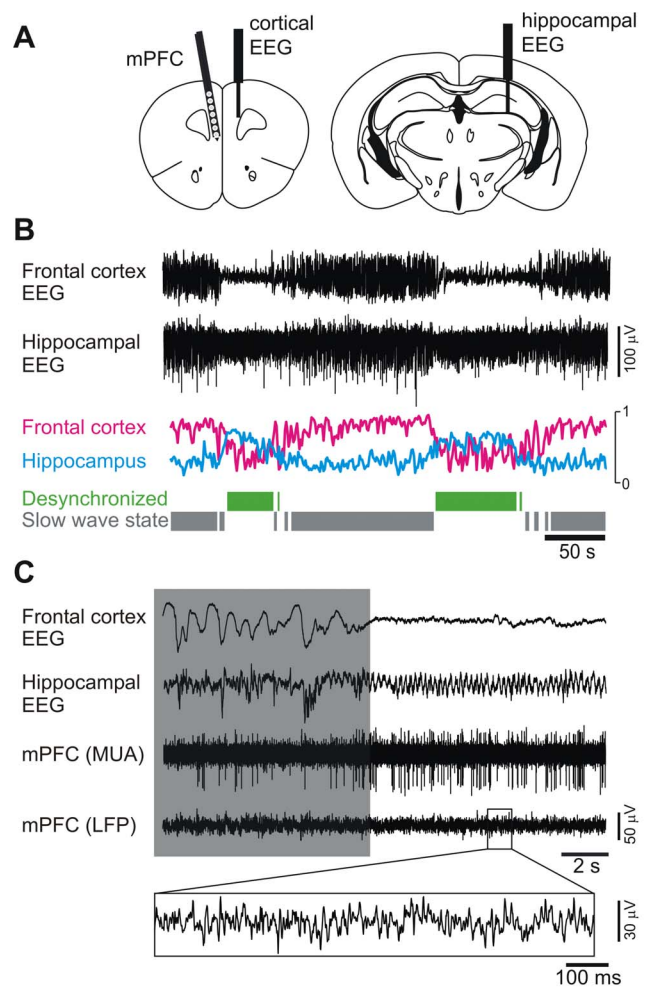 A
mPFC
cortical
EEG
hippocampal
EEG
B
Frontal cortex
EEG
Hippocampal
EEG
100 µV
Frontal cortex
Hippocampus
1
0
Desynchronized
Slow wave state
50 s
C
Frontal cortex
EEG
Hippocampal
EEG
mPFC (MUA)
mPFC (LFP)
50 µV
2 s
30 µV
100 ms